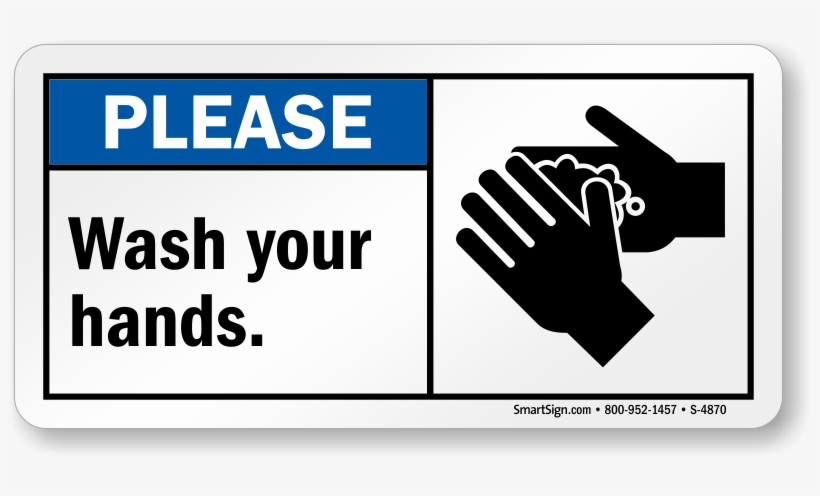 PLEASE
Wash your
hands.
SmartSign.com • 800-952-1457 • S-4870